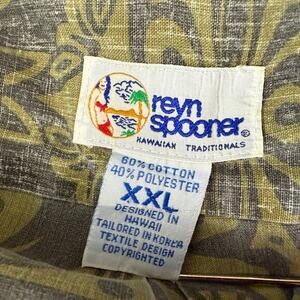 reyn
spooner®
HAWAIIAN TRADITIONALS
60% COTTON
40% POLYESTER
XXL
DESIGNED IN
HAWAII
TAILORED IN KOREA
TEXTILE DESIGN
COPYRIGHTED